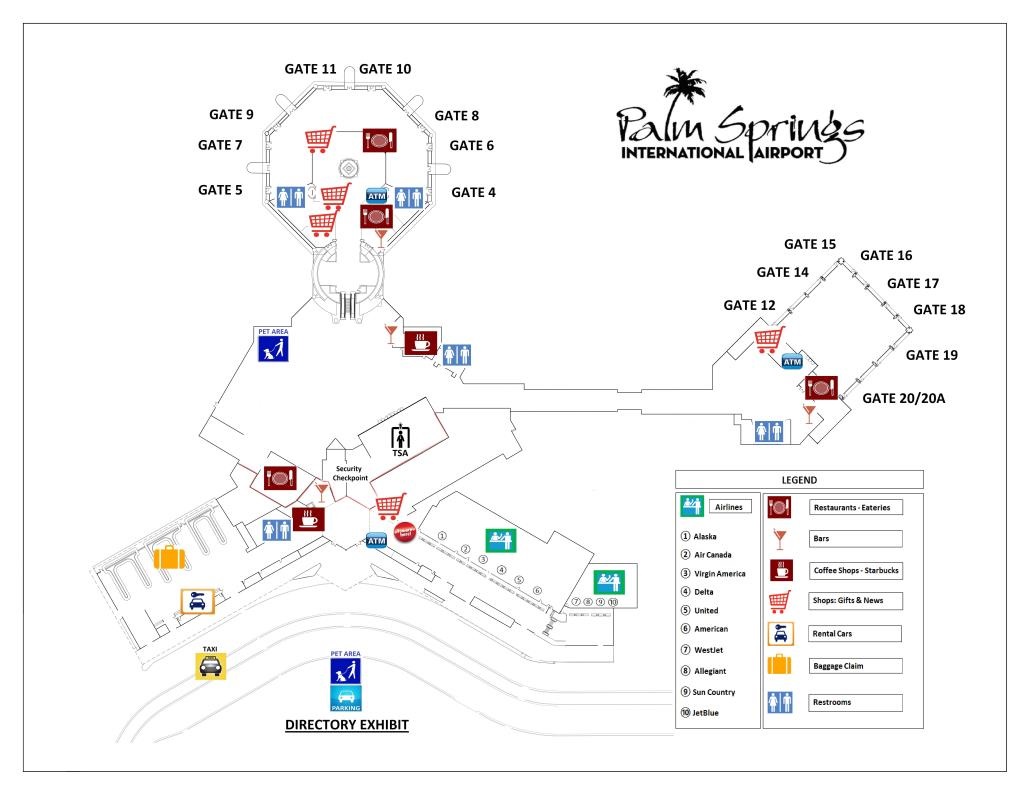 GATE 11
GATE 10
GATE 9
GATE 8
GATE 7
GATE 6
GATE 5
GATE 4
ATM
Palm Springs
INTERNATIONAL AIRPORT
GATE 15
GATE 16
GATE 14
GATE 17
GATE 12
GATE 18
GATE 19
GATE 20/20A
ATM
PET AREA
TSA
Security
Checkpoint
ATM
1
2
3
4
5
6
7 8 9 10
TAXI
PET AREA
PARKING
DIRECTORY EXHIBIT
LEGEND
Airlines
1 Alaska
2 Air Canada
3 Virgin America
4 Delta
5 United
6 American
7 WestJet
8 Allegiant
9 Sun Country
10 JetBlue
Restaurants - Eateries
Bars
Coffee Shops - Starbucks
Shops: Gifts & News
Rental Cars
Baggage Claim
Restrooms